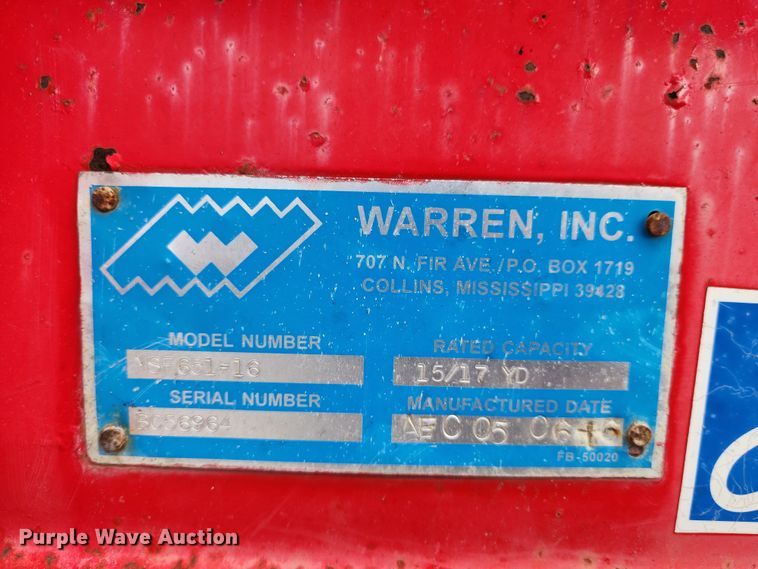 W
WARREN, INC.
707 N. FIR AVE./P.O. BOX 1719
COLLINS, MISSISSIPPI 39428
MODEL NUMBER
RATED CAPACITY
15/17 YD
SERIAL NUMBER
MANUFACTURED DATE
FB-50020
Purple Wave Auction